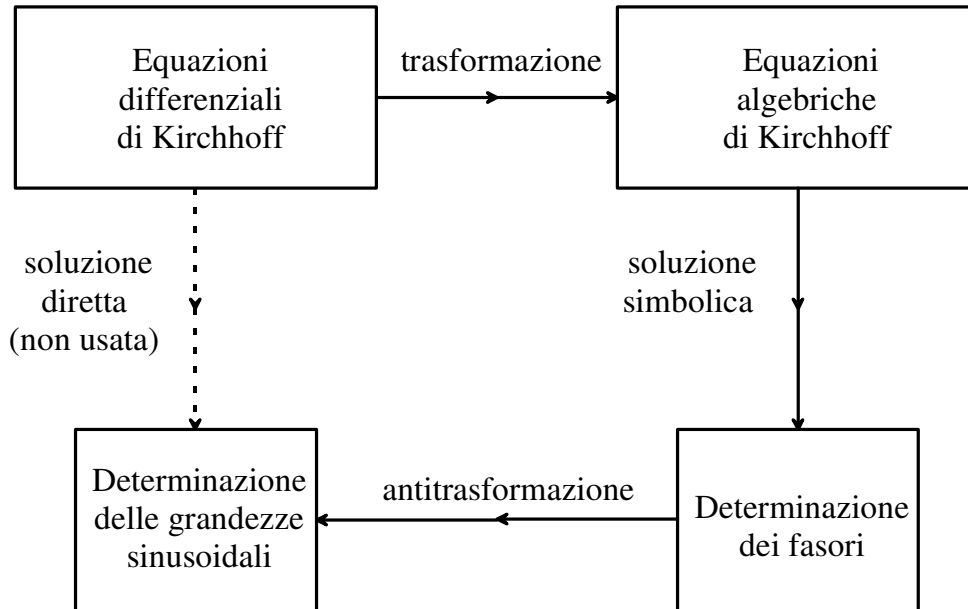 Equazioni
differenziali
di Kirchhoff
trasformazione
Equazioni
algebriche
di Kirchhoff
soluzione
diretta
(non usata)
soluzione
simbolica
Determinazione
delle grandezze
sinusoidali
antitrasformazione
Determinazione
dei fasori